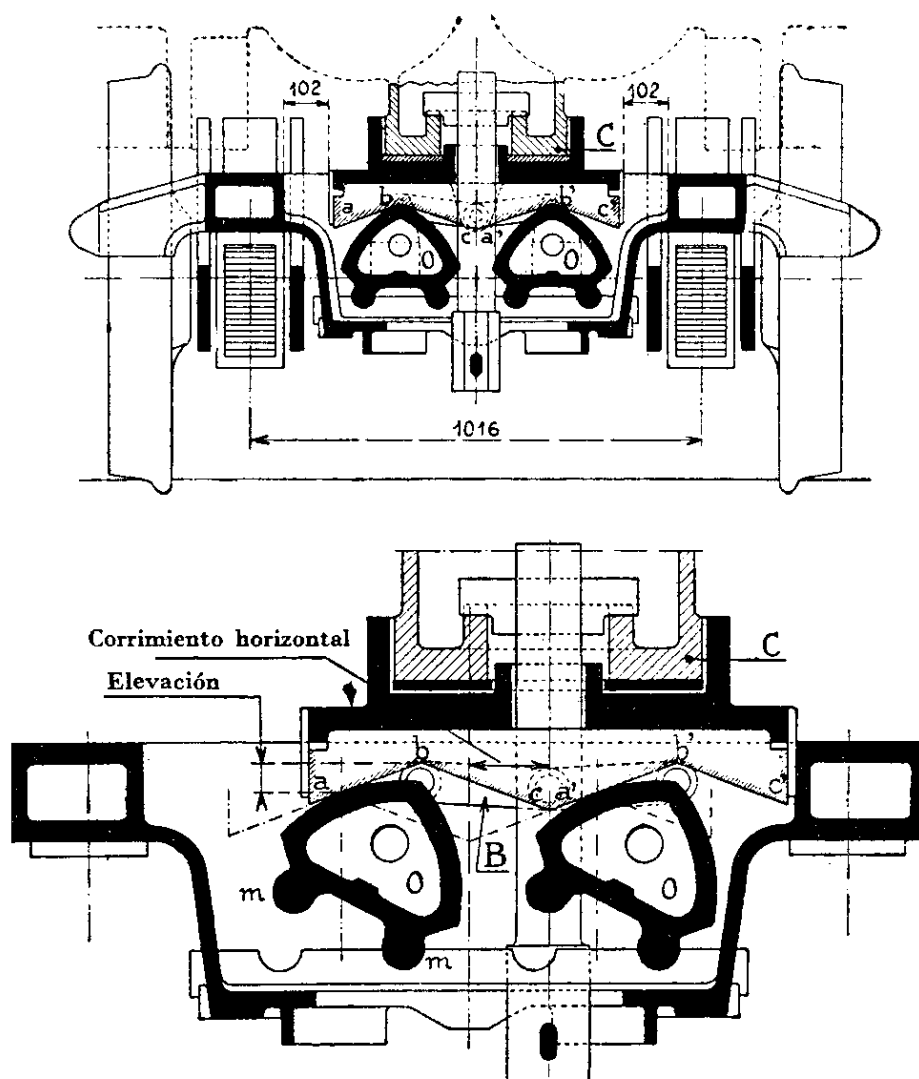 102
102
C
a
b
c
a'
b'
c'
O
O
1016
Corrimiento horizontal
C
Elevación
a
b
c
a'
b'
c'
B
O
O
m
m